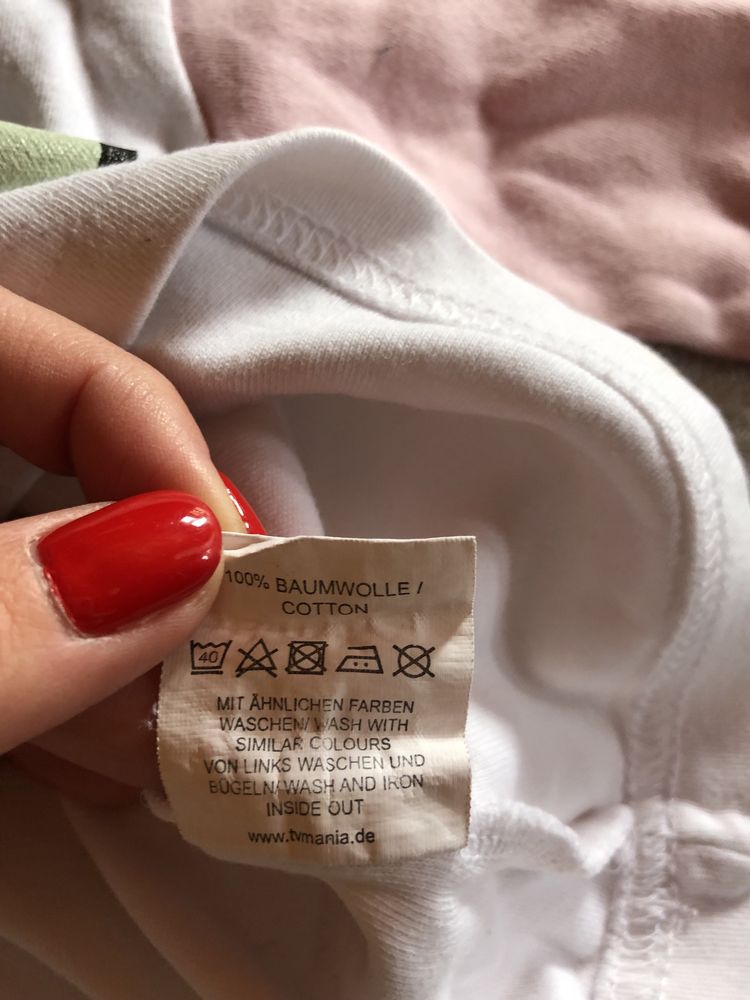 100% BAUMWOLLE /
COTTON
40
MIT ÄHNLICHEN FARBEN
WASCHEN/ WASH WITH
SIMILAR COLOURS
VON LINKS WASCHEN UND
BÜGELN/ WASH AND IRON
INSIDE OUT
www.tvmania.de